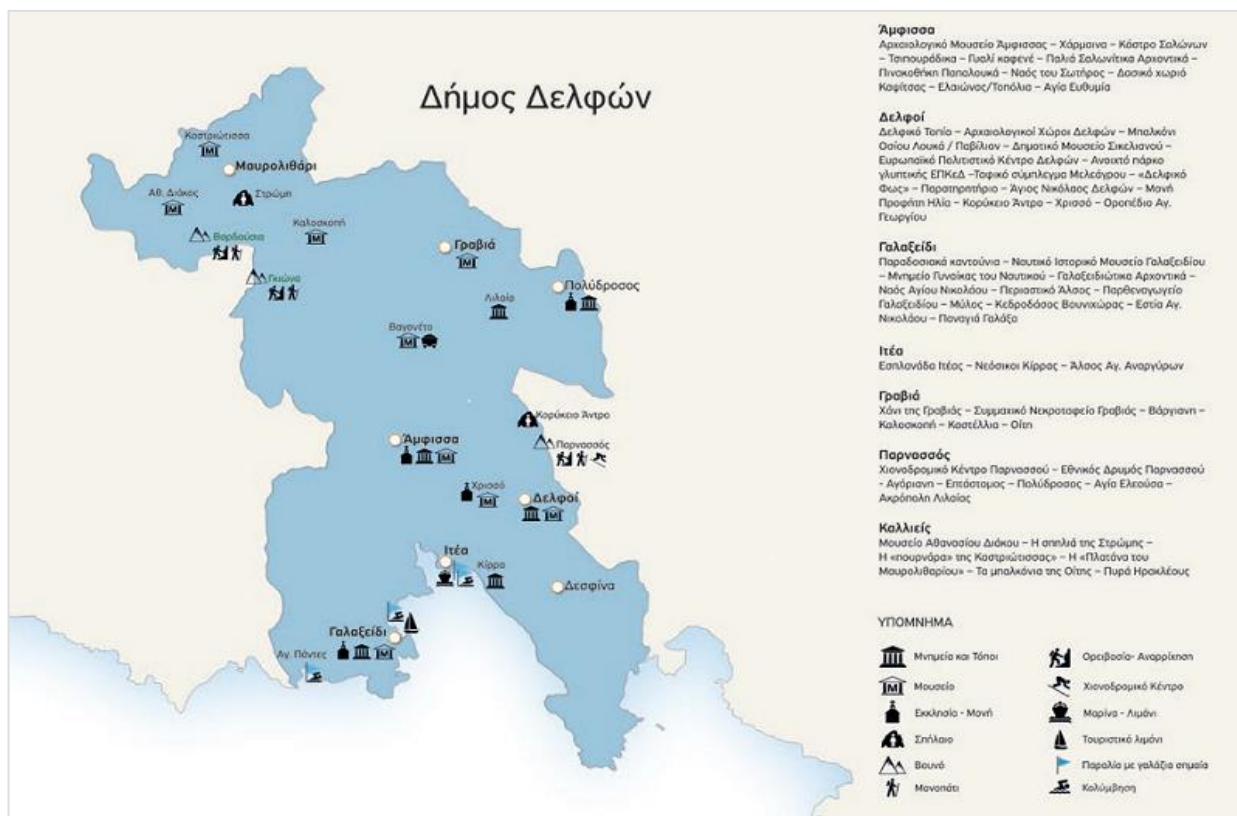 Δήμος Δελφών
Καστριώτισσα
Μαυρολιθάρι
Αθ. Διάκος
Στρώμη
Καλοσκοπή
Βαρδούσια
Γκιώνα
Γραβιά
Πολύδροσος
Λιλαία
Βαγονέτο
Κορύκειο Άντρο
Παρνασσός
Άμφισσα
Χρισσό
Δελφοί
Ιτέα
Κίρρα
Δεσφίνα
Γαλαξείδι
Αγ. Πάντες
Άμφισσα
Αρχαιολογικό Μουσείο Άμφισσας – Χάρμαινα – Κάστρο Σαλώνων
– Τσιπουράδικα – Γυαλί καφενέ – Παλιά Σαλωνίτικα Αρχοντικά –
Πινακοθήκη Παπαλουκά – Ναός του Σωτήρος – Δασικό χωριό
Καρίτσας – Ελαιώνας/Τοπόλια – Αγία Ευθυμία
Δελφοί
Δελφικό Τοπίο – Αρχαιολογικοί Χώροι Δελφών – Μπαλκόνι
Οσίου Λουκά / Παβίλιον – Δημοτικό Μουσείο Σικελιανού –
Ευρωπαϊκό Πολιτιστικό Κέντρο Δελφών – Ανοιχτό πάρκο
γλυπτικής ΕΠΚεΔ –Ταφικό σύμπλεγμα Μελεάγρου – «Δελφικό
Φως» – Παρατηρητήριο – Άγιος Νικόλαος Δελφών – Μονή
Προφήτη Ηλία – Κορύκειο Άντρο – Χρισσό – Οροπέδιο Αγ.
Γεωργίου
Γαλαξείδι
Παραδοσιακά καντούνια – Ναυτικό Ιστορικό Μουσείο Γαλαξειδίου
– Μνημείο Γυναίκας του Ναυτικού – Γαλαξειδιώτικα Αρχοντικά –
Ναός Αγίου Νικολάου – Περιαστικό Άλσος – Παρθεναγωγείο
Γαλαξειδίου – Μύλος – Κεδροδάσος Βουνιχώρας – Εστία Αγ.
Νικολάου – Παναγιά Γαλάξα
Ιτέα
Εσπλανάδα Ιτέας – Νεόσικοι Κίρρας – Άλσος Αγ. Αναργύρων
Γραβιά
Χάνι της Γραβιάς – Συμμαχικό Νεκροταφείο Γραβιάς – Βάργιανη –
Καλοσκοπή – Καστέλλια – Οίτη
Παρνασσός
Χιονοδρομικό Κέντρο Παρνασσού – Εθνικός Δρυμός Παρνασσού
- Αγόριανη – Επτάστομος – Πολύδροσος – Αγία Ελεούσα –
Ακρόπολη Λιλαίας
Καλλιείς
Μουσείο Αθανασίου Διάκου – Η σπηλιά της Στρώμης –
Η «πουρνάρα» της Καστριώτισσας» – Η «Πλατάνα του
Μαυρολιθαρίου» – Τα μπαλκόνια της Οίτης – Πυρά Ηρακλέους
ΥΠΟΜΝΗΜΑ
Μνημεία και Τόποι
Μουσείο
Εκκλησία - Μονή
Σπήλαιο
Βουνό
Μονοπάτι
Ορειβασία- Αναρρίχηση
Χιονοδρομικό Κέντρο
Μαρίνα - Λιμάνι
Τουριστικό λιμάνι
Παραλία με γαλάζια σημαία
Κολύμβηση